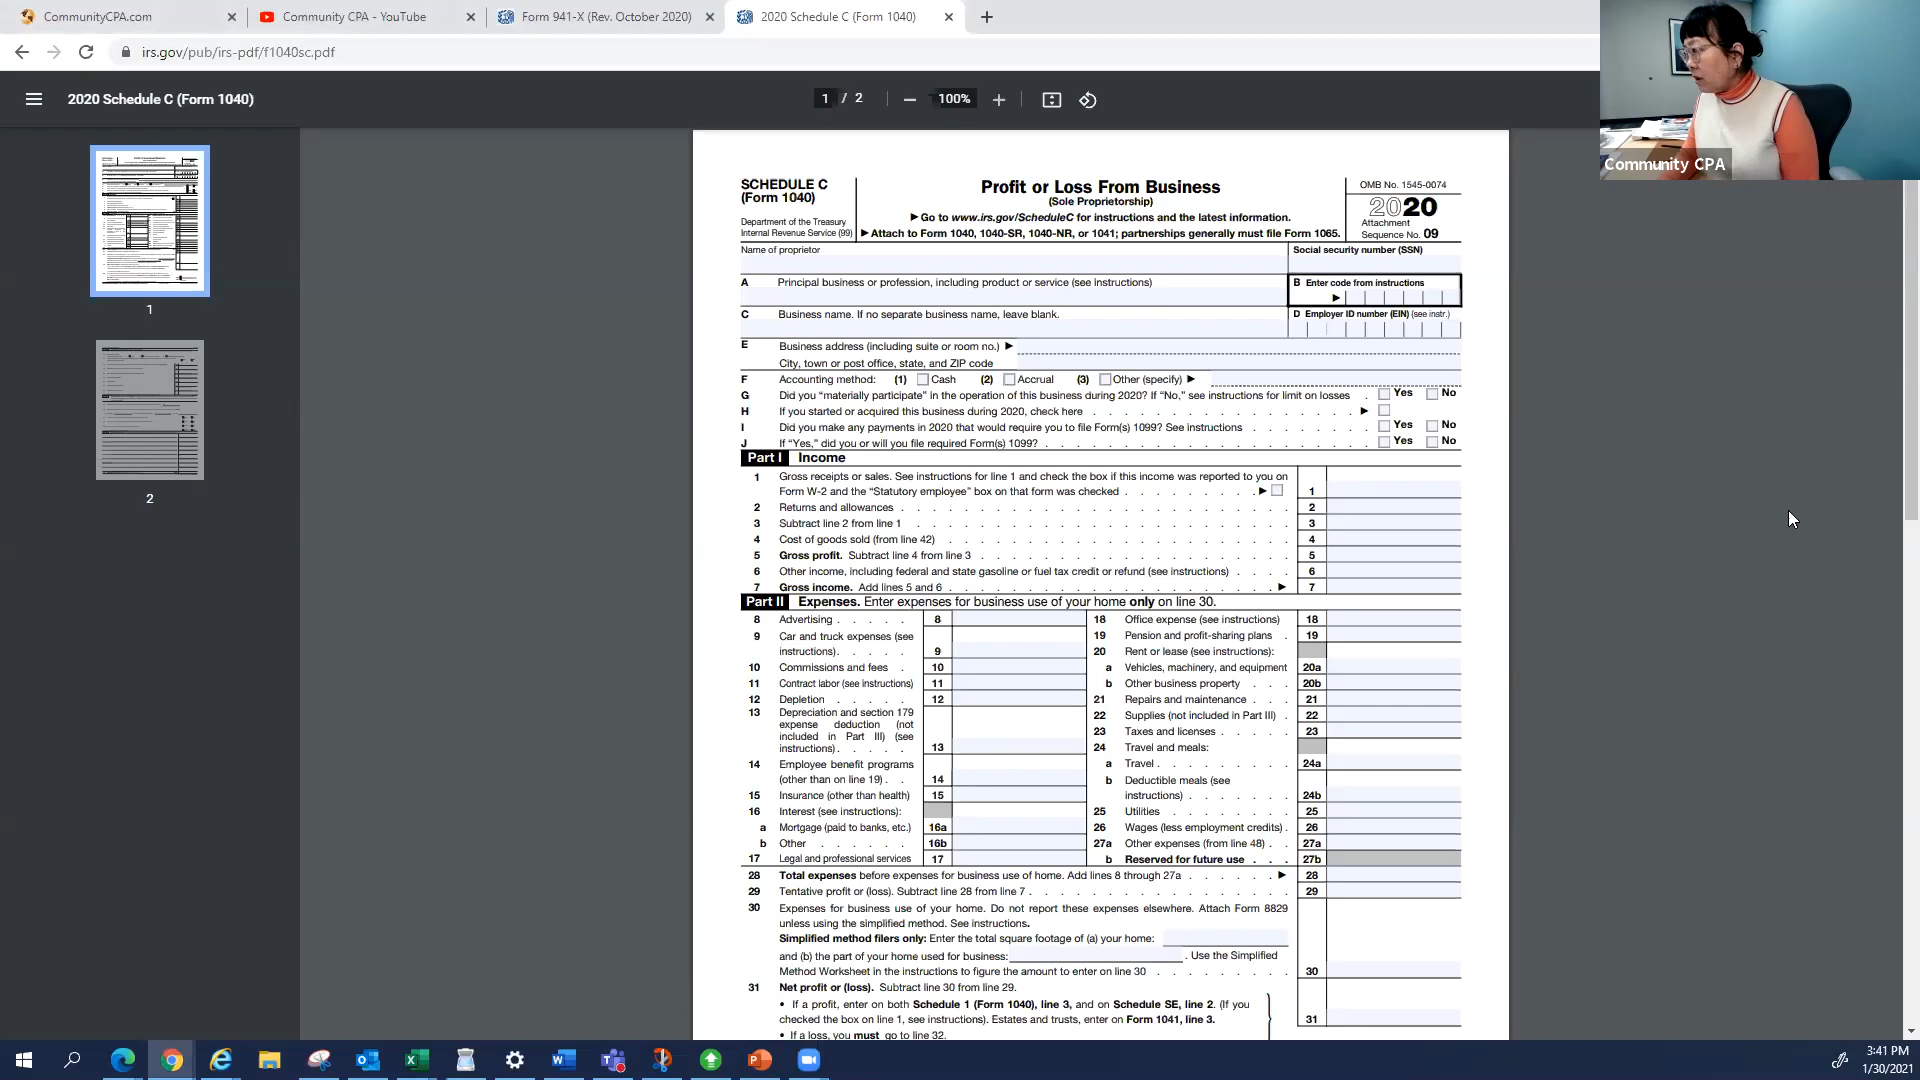 CommunityCPA.com
Community CPA - YouTube
Form 941-X (Rev. October 2020)
2020 Schedule C (Form 1040)
irs.gov/pub/irs-pdf/f1040sc.pdf
2020 Schedule C (Form 1040)
1 / 2
100%
Community CPA
1
2
SCHEDULE C
(Form 1040)
Department of the Treasury
Internal Revenue Service (99)
Profit or Loss From Business
(Sole Proprietorship)
▶ Go to www.irs.gov/ScheduleC for instructions and the latest information.
▶ Attach to Form 1040, 1040-SR, 1040-NR, or 1041; partnerships generally must file Form 1065.
OMB No. 1545-0074
2020
Attachment
Sequence No. 09
Name of proprietor
Social security number (SSN)
A Principal business or profession, including product or service (see instructions)
B Enter code from instructions
▶
C Business name. If no separate business name, leave blank.
D Employer ID number (EIN) (see instr.)
E Business address (including suite or room no.) ▶
City, town or post office, state, and ZIP code
F Accounting method: (1) Cash (2) Accrual (3) Other (specify) ▶
G Did you “materially participate” in the operation of this business during 2020? If “No,” see instructions for limit on losses . Yes No
H If you started or acquired this business during 2020, check here . . . . . . . . . . . . . . . . . ▶
I Did you make any payments in 2020 that would require you to file Form(s) 1099? See instructions . . . . . . . . Yes No
J If “Yes,” did you or will you file required Form(s) 1099? . . . . . . . . . . . . . . . . . . . . . Yes No
Part I Income
1 Gross receipts or sales. See instructions for line 1 and check the box if this income was reported to you on
Form W-2 and the “Statutory employee” box on that form was checked . . . . . . . . . ▶ 1
2 Returns and allowances . . . . . . . . . . . . . . . . . . . . . . . . . 2
3 Subtract line 2 from line 1 . . . . . . . . . . . . . . . . . . . . . . . . 3
4 Cost of goods sold (from line 42) . . . . . . . . . . . . . . . . . . . . . . 4
5 Gross profit. Subtract line 4 from line 3 . . . . . . . . . . . . . . . . . . . . 5
6 Other income, including federal and state gasoline or fuel tax credit or refund (see instructions) . . . . 6
7 Gross income. Add lines 5 and 6 . . . . . . . . . . . . . . . . . . . . . ▶ 7
Part II Expenses. Enter expenses for business use of your home only on line 30.
8 Advertising . . . . . 8
9 Car and truck expenses (see
instructions) . . . . . 9
10 Commissions and fees . 10
11 Contract labor (see instructions) 11
12 Depletion . . . . . 12
13 Depreciation and section 179
expense deduction (not
included in Part III) (see
instructions) . . . . . 13
14 Employee benefit programs
(other than on line 19) . . 14
15 Insurance (other than health) 15
16 Interest (see instructions):
a Mortgage (paid to banks, etc.) 16a
b Other . . . . . . 16b
17 Legal and professional services 17
18 Office expense (see instructions) 18
19 Pension and profit-sharing plans . 19
20 Rent or lease (see instructions):
a Vehicles, machinery, and equipment 20a
b Other business property . . . 20b
21 Repairs and maintenance . . . 21
22 Supplies (not included in Part III) . 22
23 Taxes and licenses . . . . . 23
24 Travel and meals:
a Travel . . . . . . . . . 24a
b Deductible meals (see
instructions) . . . . . . . 24b
25 Utilities . . . . . . . . 25
26 Wages (less employment credits) . 26
27a Other expenses (from line 48) . . 27a
b Reserved for future use . . . 27b
28 Total expenses before expenses for business use of home. Add lines 8 through 27a . . . . . . ▶ 28
29 Tentative profit or (loss). Subtract line 28 from line 7 . . . . . . . . . . . . . . . . . 29
30 Expenses for business use of your home. Do not report these expenses elsewhere. Attach Form 8829
unless using the simplified method. See instructions.
Simplified method filers only: Enter the total square footage of (a) your home:
and (b) the part of your home used for business: . Use the Simplified
Method Worksheet in the instructions to figure the amount to enter on line 30 . . . . . . . . . 30
31 Net profit or (loss). Subtract line 30 from line 29.
• If a profit, enter on both Schedule 1 (Form 1040), line 3, and on Schedule SE, line 2. (If you
checked the box on line 1, see instructions). Estates and trusts, enter on Form 1041, line 3.
31
• If a loss, you must go to line 32.
3:41 PM
1/30/2021